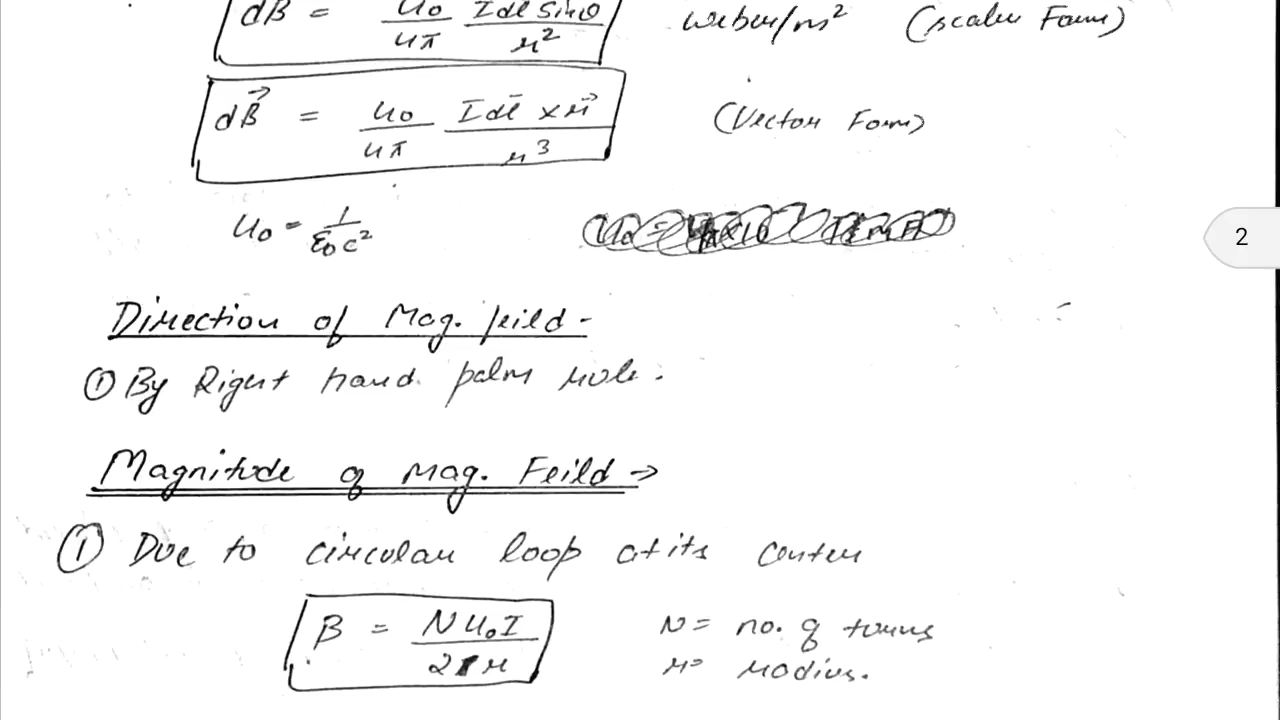 dB = μ₀/4π Idl Sinθ/r² weber/m² (scalar Form)
dB⃗ = μ₀/4π Idl⃗ × r⃗/r³ (Vector Form)
μ₀ = 1/ε₀c²
2
Direction of Mag. feild -
① By Right hand palm rule.
Magnitude of Mag. Feild →
① Due to circular loop at its center
B = Nμ₀I/2r N = no. of turns
r = radius.